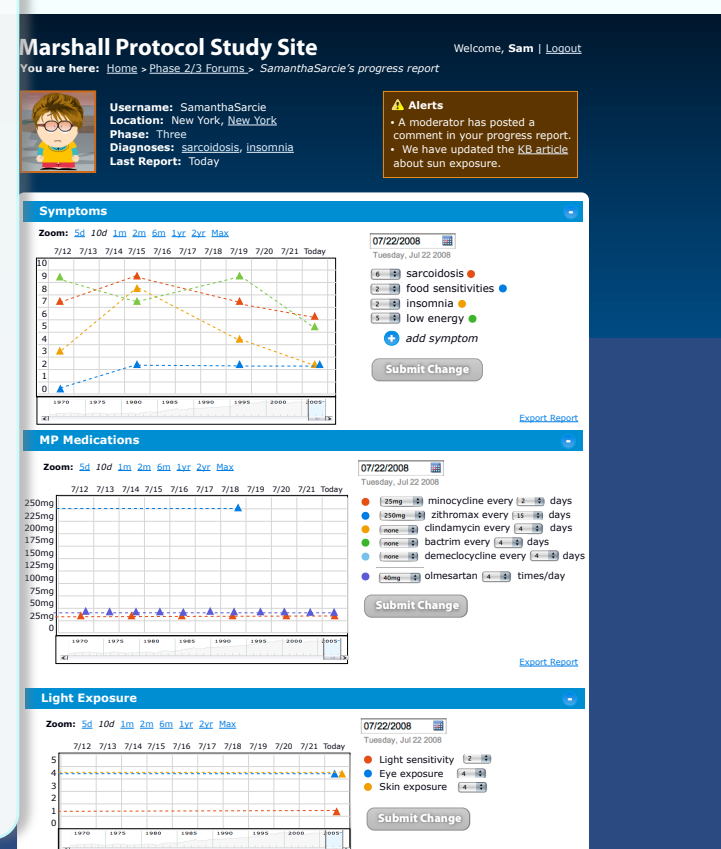 Marshall Protocol Study Site
Welcome, Sam | Logout
You are here: Home > Phase 2/3 Forums > SamanthaSarcie's progress report
Username: SamanthaSarcie
Location: New York, New York
Phase: Three
Diagnoses: sarcoidosis, insomnia
Last Report: Today
Alerts
• A moderator has posted a
comment in your progress report.
• We have updated the KB article
about sun exposure.
Symptoms
-
Zoom: 5d 10d 1m 2m 6m 1yr 2yr Max
7/12 7/13 7/14 7/15 7/16 7/17 7/18 7/19 7/20 7/21 Today
10
9
8
7
6
5
4
3
2
1
0
1970 1975 1980 1985 1990 1995 2000 2005
07/22/2008
Tuesday, Jul 22 2008
6 sarcoidosis
2 food sensitivities
2 insomnia
5 low energy
+ add symptom
Submit Change
Export Report
MP Medications
-
Zoom: 5d 10d 1m 2m 6m 1yr 2yr Max
7/12 7/13 7/14 7/15 7/16 7/17 7/18 7/19 7/20 7/21 Today
250mg
225mg
200mg
175mg
150mg
125mg
100mg
75mg
50mg
25mg
0
1970 1975 1980 1985 1990 1995 2000 2005
07/22/2008
Tuesday, Jul 22 2008
25mg minocycline every 2 days
250mg zithromax every 15 days
none clindamycin every 4 days
none bactrim every 4 days
none demeclocycline every 4 days
40mg olmesartan 4 times/day
Submit Change
Export Report
Light Exposure
-
Zoom: 5d 10d 1m 2m 6m 1yr 2yr Max
7/12 7/13 7/14 7/15 7/16 7/17 7/18 7/19 7/20 7/21 Today
5
4
3
2
1
0
1970 1975 1980 1985 1990 1995 2000 2005
07/22/2008
Tuesday, Jul 22 2008
Light sensitivity 2
Eye exposure 4
Skin exposure 4
Submit Change